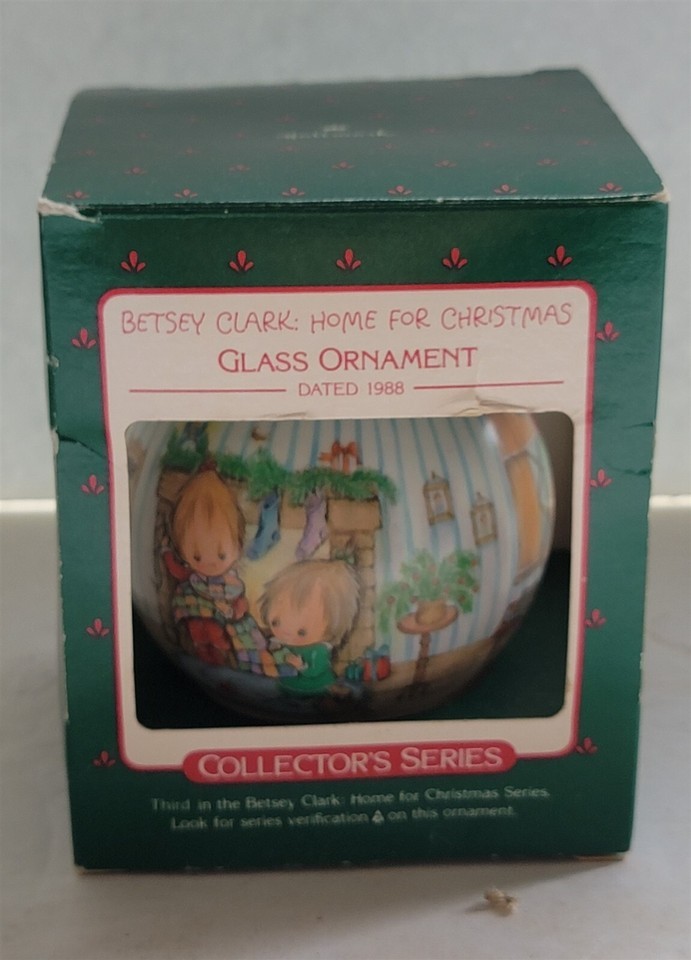 Hallmark
BETSEY CLARK: HOME FOR CHRISTMAS
GLASS ORNAMENT
DATED 1988
COLLECTOR'S SERIES
Third in the Betsey Clark: Home for Christmas Series.
Look for series verification on this ornament.